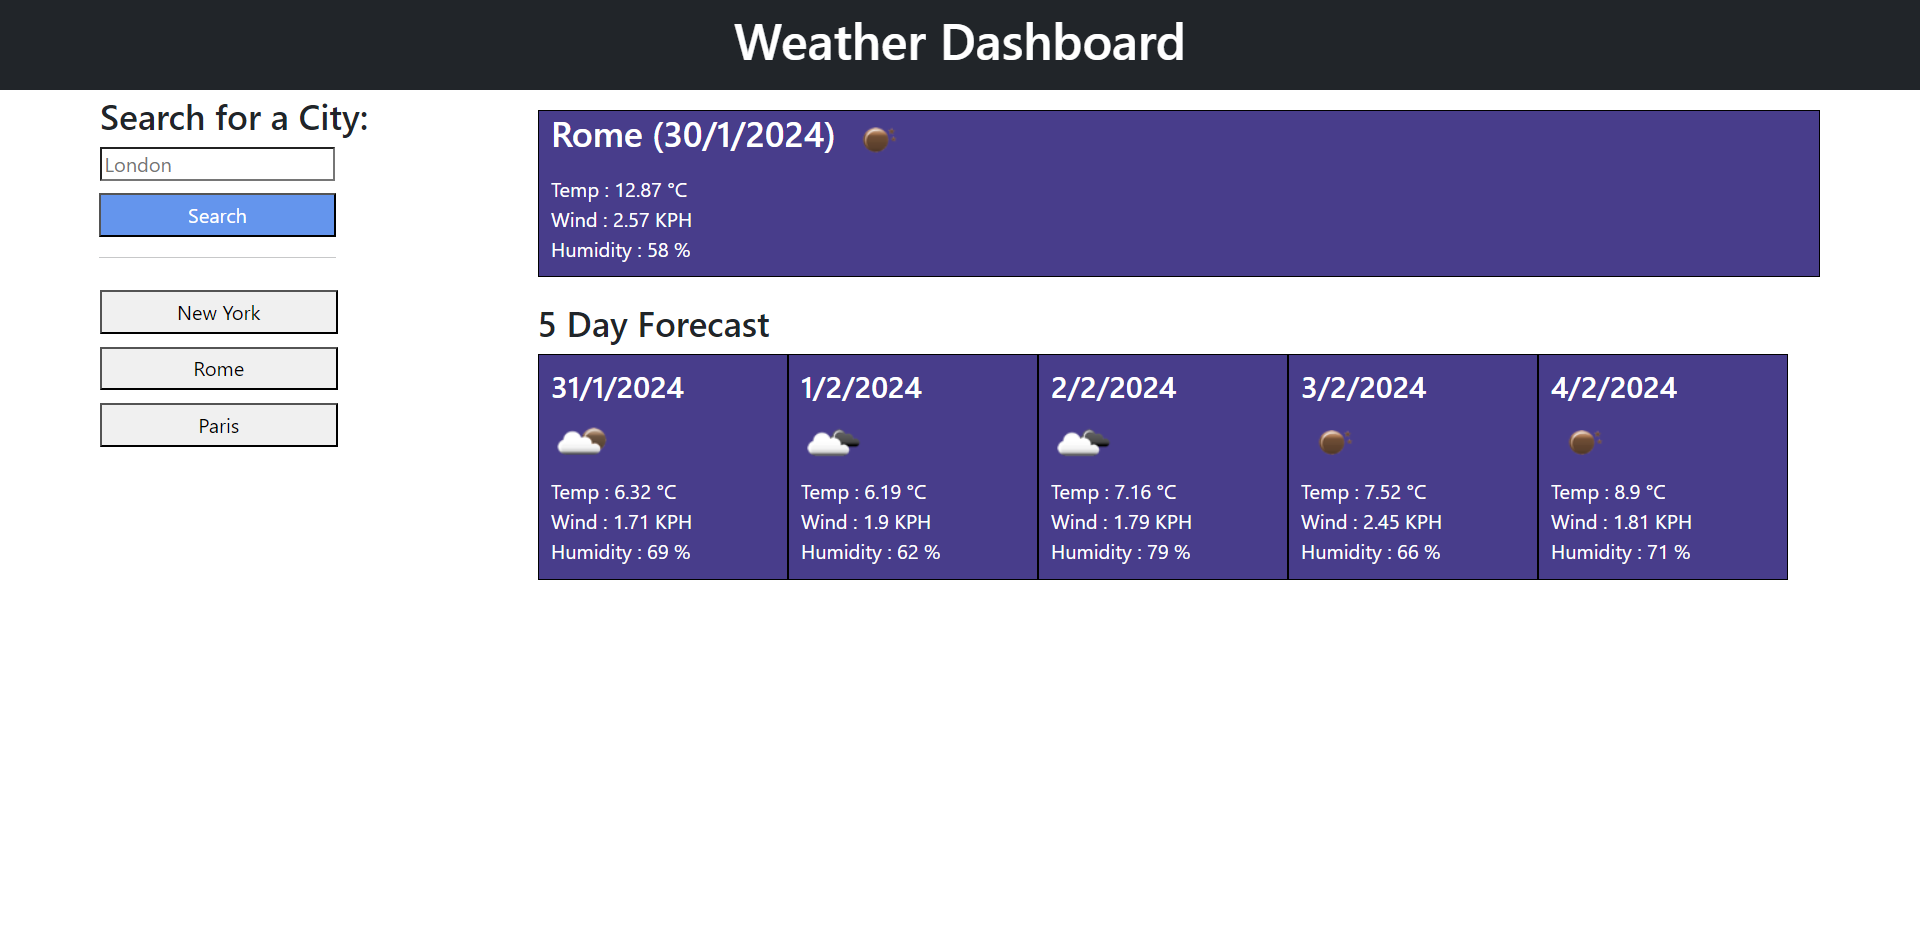 Weather Dashboard
Search for a City:
London
Search
New York
Rome
Paris
Rome (30/1/2024)
Temp : 12.87 °C
Wind : 2.57 KPH
Humidity : 58 %
5 Day Forecast
31/1/2024
Temp : 6.32 °C
Wind : 1.71 KPH
Humidity : 69 %
1/2/2024
Temp : 6.19 °C
Wind : 1.9 KPH
Humidity : 62 %
2/2/2024
Temp : 7.16 °C
Wind : 1.79 KPH
Humidity : 79 %
3/2/2024
Temp : 7.52 °C
Wind : 2.45 KPH
Humidity : 66 %
4/2/2024
Temp : 8.9 °C
Wind : 1.81 KPH
Humidity : 71 %